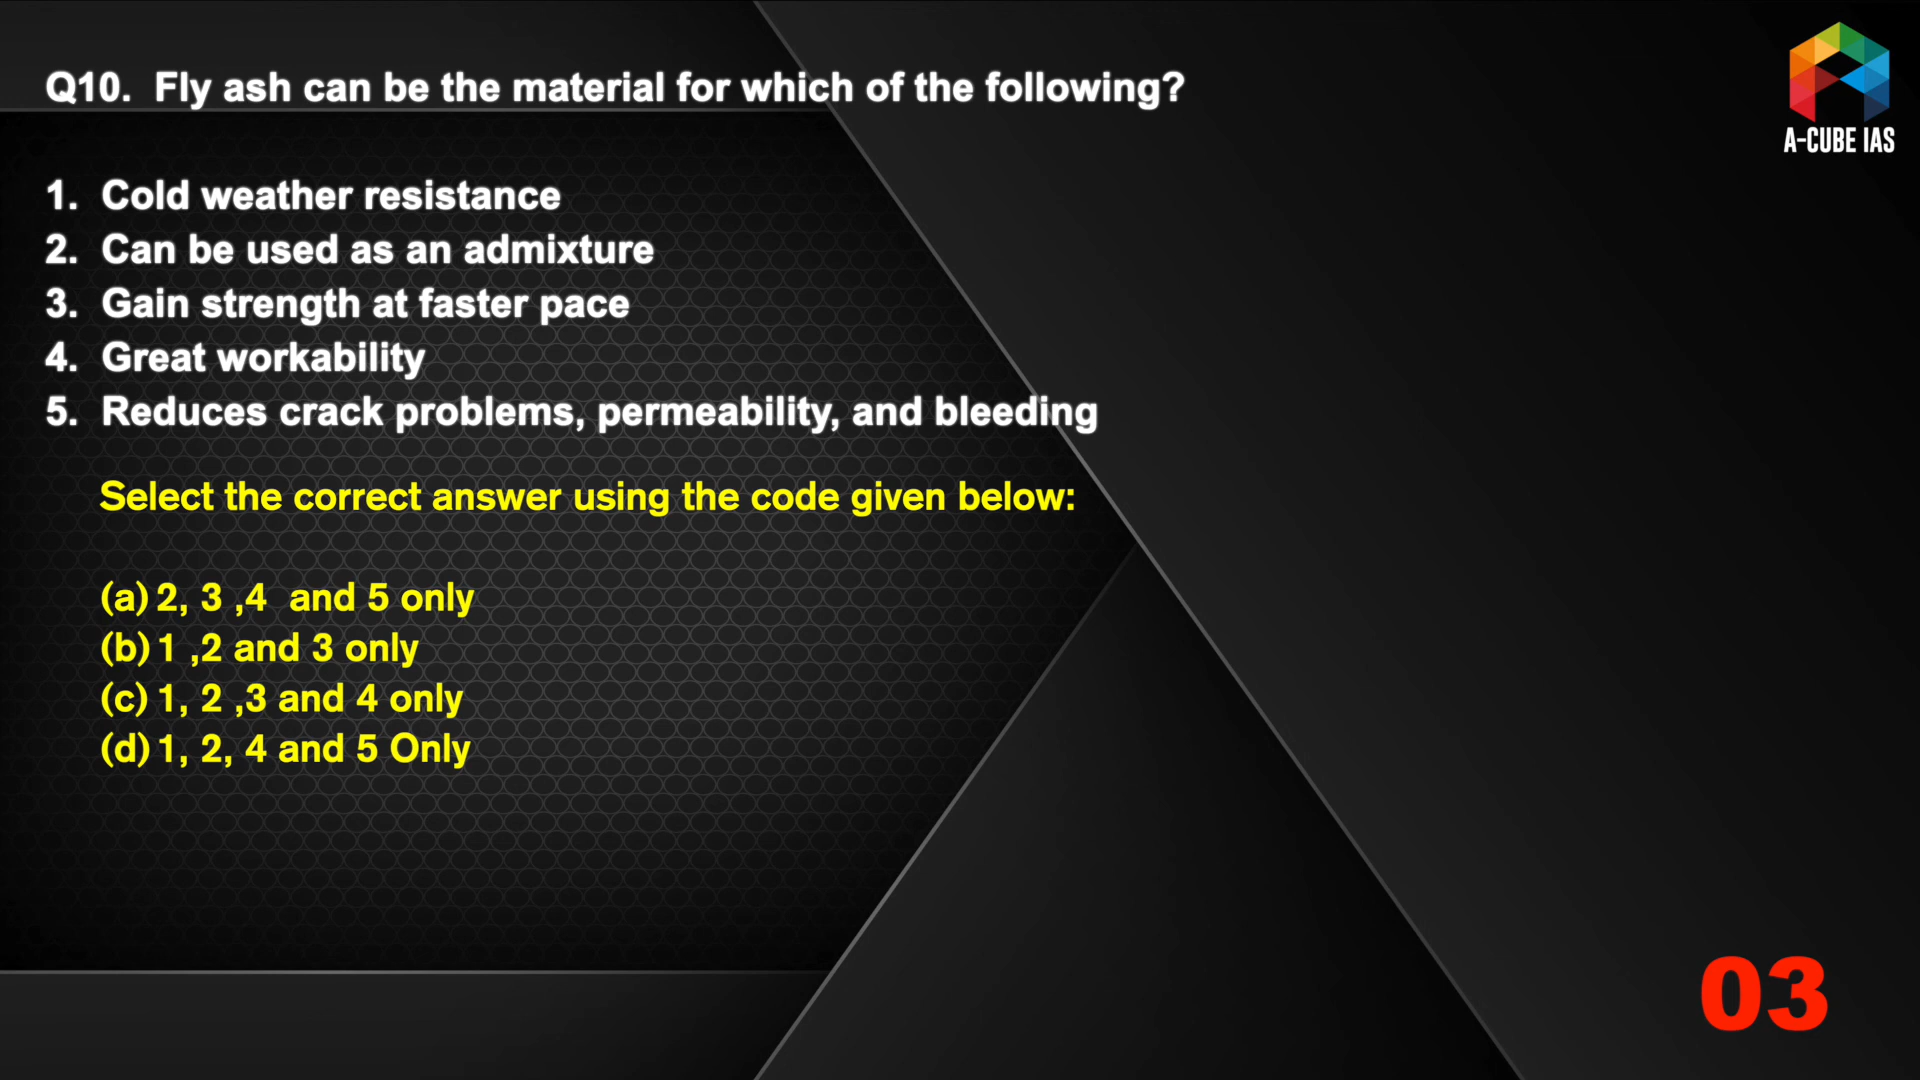 Q10. Fly ash can be the material for which of the following?
A-CUBE IAS
1. Cold weather resistance
2. Can be used as an admixture
3. Gain strength at faster pace
4. Great workability
5. Reduces crack problems, permeability, and bleeding
Select the correct answer using the code given below:
(a) 2, 3 ,4 and 5 only
(b) 1 ,2 and 3 only
(c) 1, 2 ,3 and 4 only
(d) 1, 2, 4 and 5 Only
03